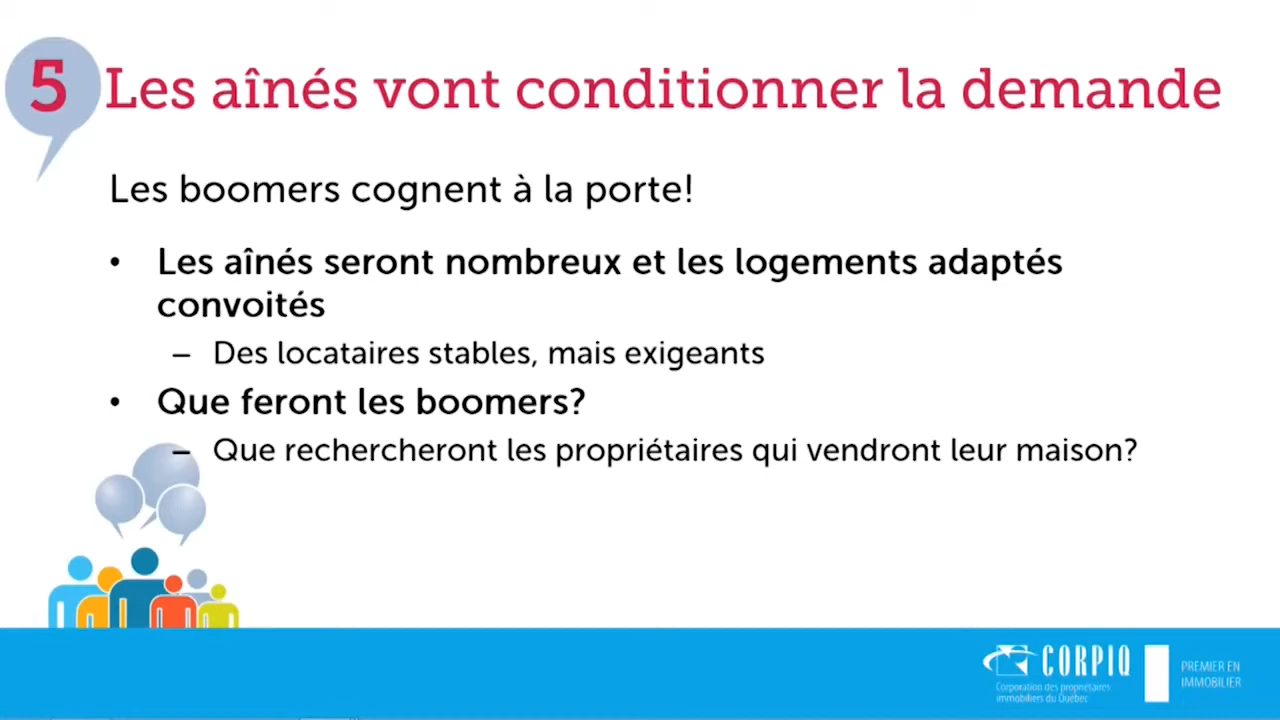 5
Les aînés vont conditionner la demande
Les boomers cognent à la porte!
• Les aînés seront nombreux et les logements adaptés
convoités
– Des locataires stables, mais exigeants
• Que feront les boomers?
– Que rechercheront les propriétaires qui vendront leur maison?
CORPIQ
Corporation des propriétaires
immobiliers du Québec
PREMIER EN
IMMOBILIER